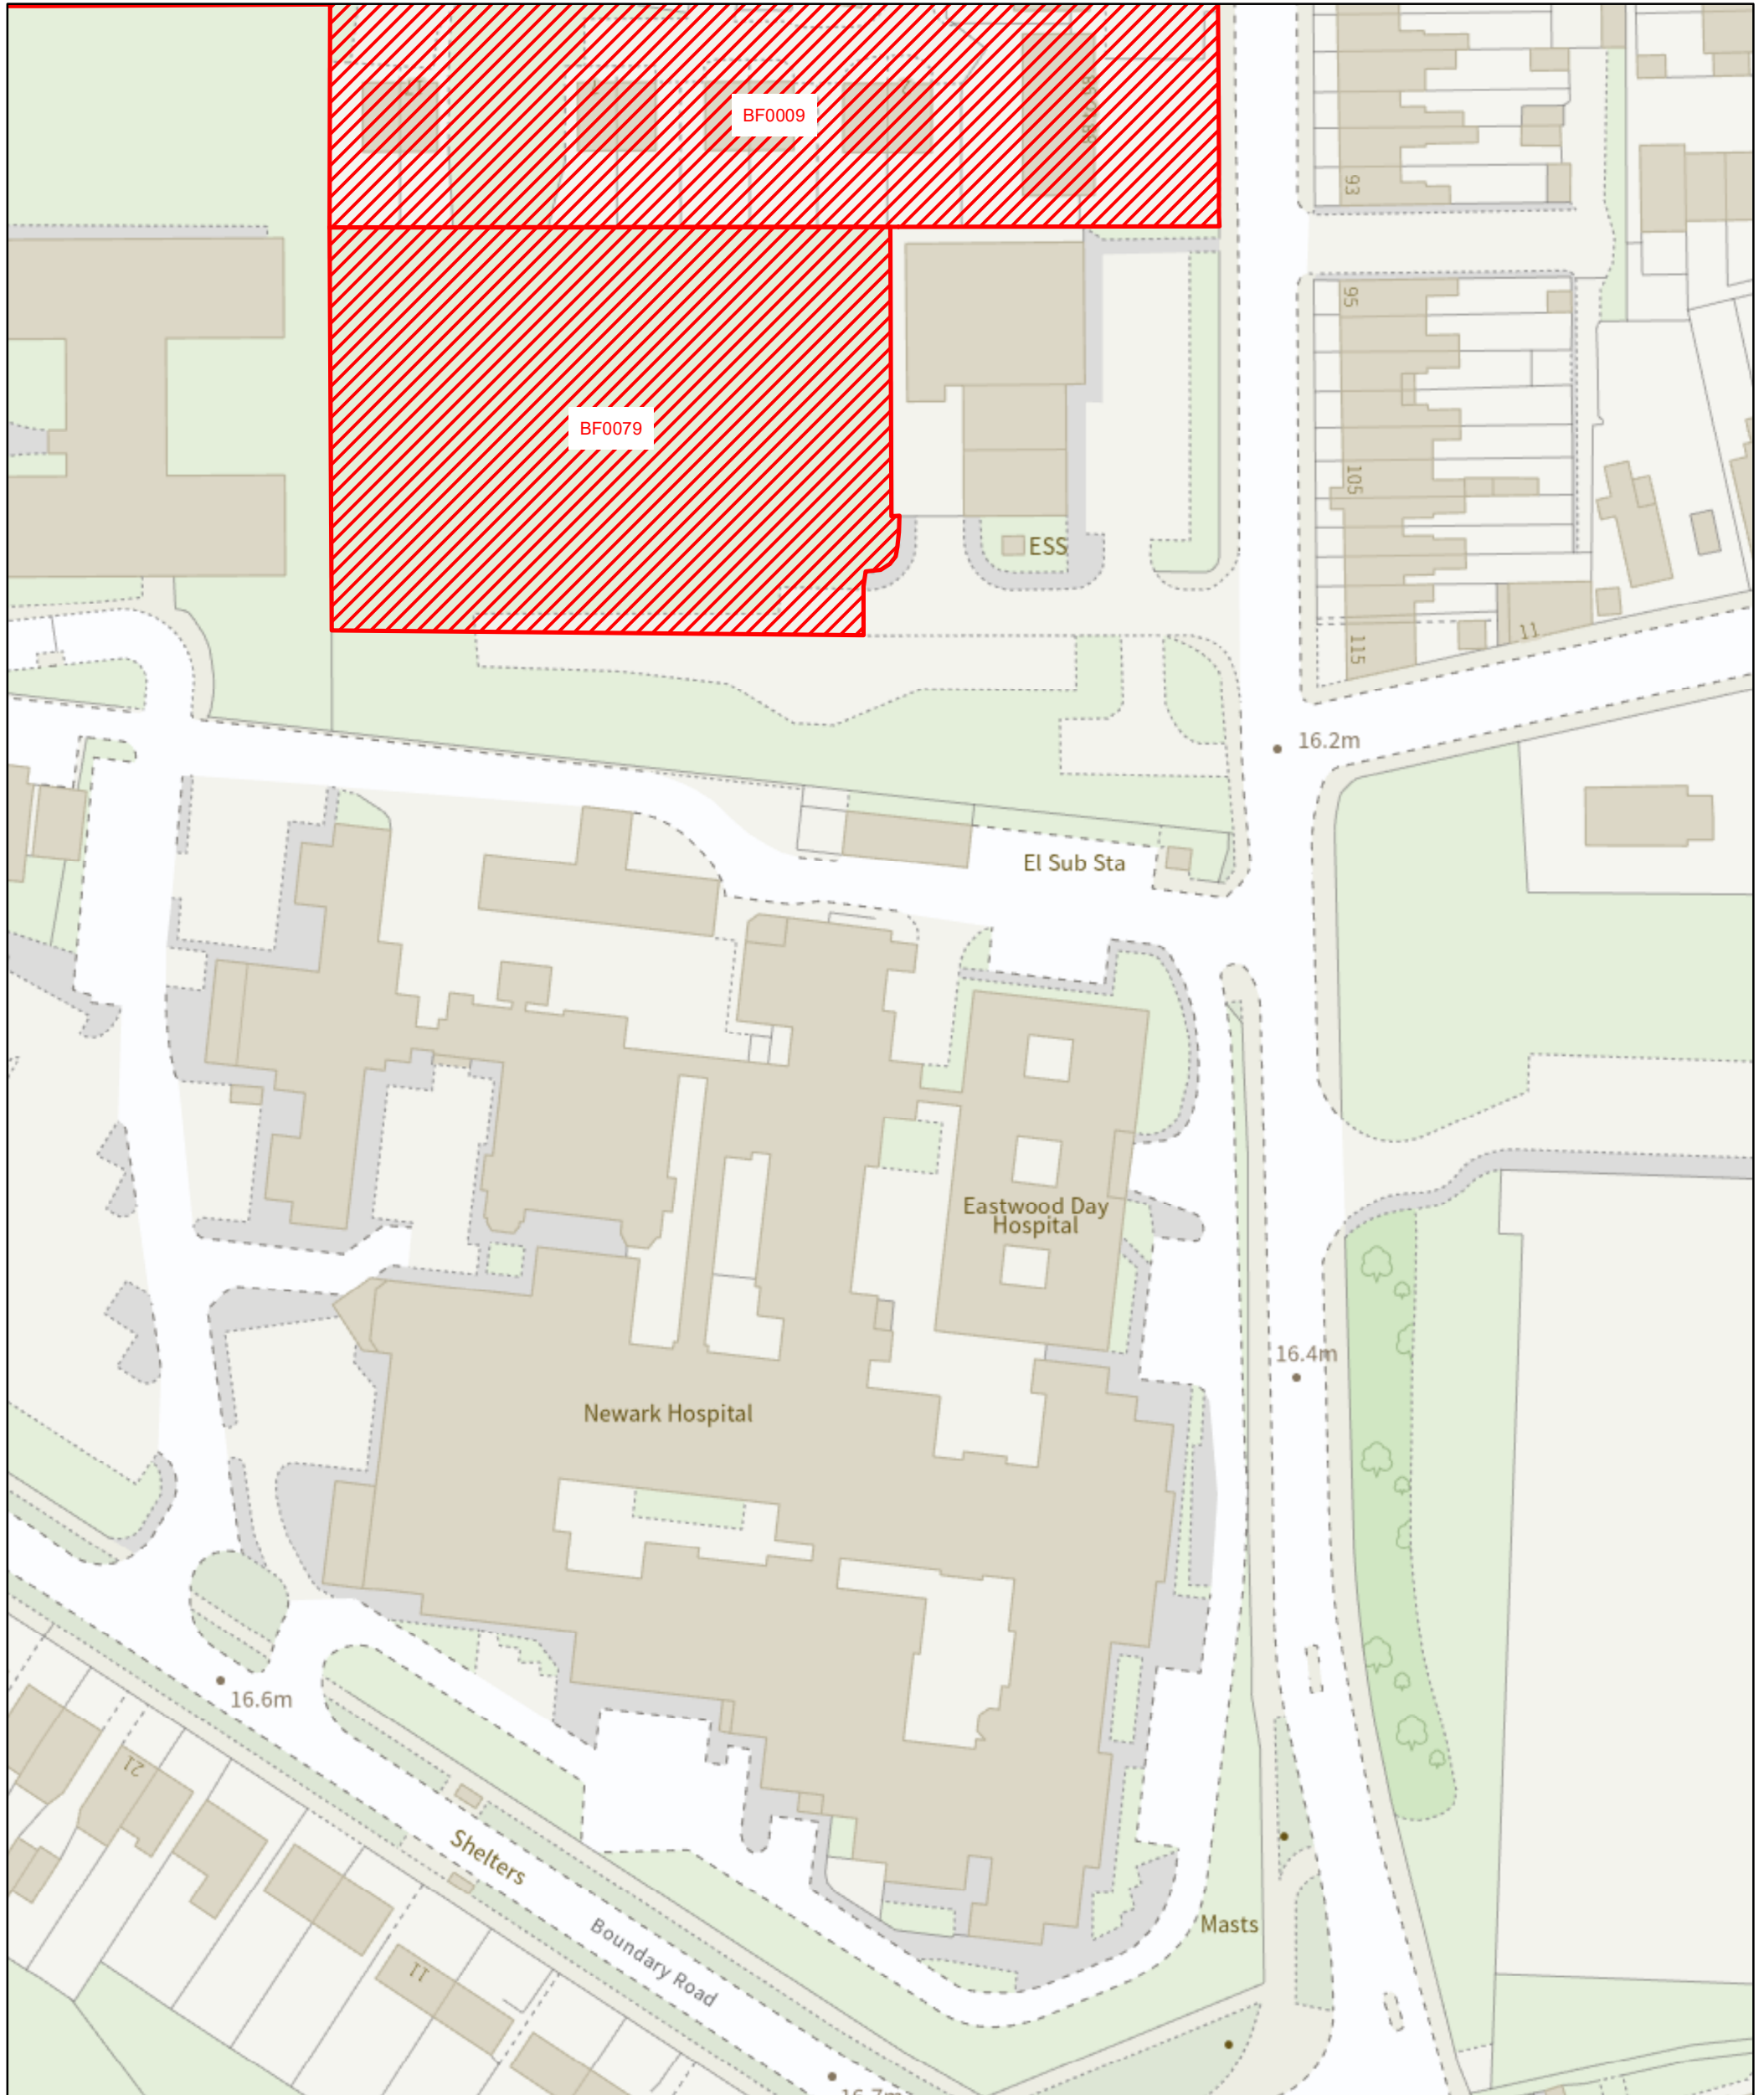 BF0009
93
95
BF0079
105
ESS
11
115
16.2m
El Sub Sta
Eastwood Day
Hospital
16.4m
Newark Hospital
16.6m
21
Shelters
Masts
Boundary Road
11